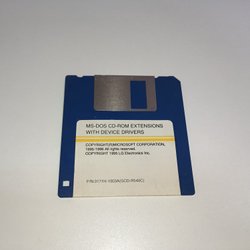 MS-DOS CD-ROM EXTENSIONS
WITH DEVICE DRIVERS
COPYRIGHT(R)MICROSOFT CORPORATION,
1995-1996 All rights reserved.
COPYRIGHT 1995 LG Electronics Inc.